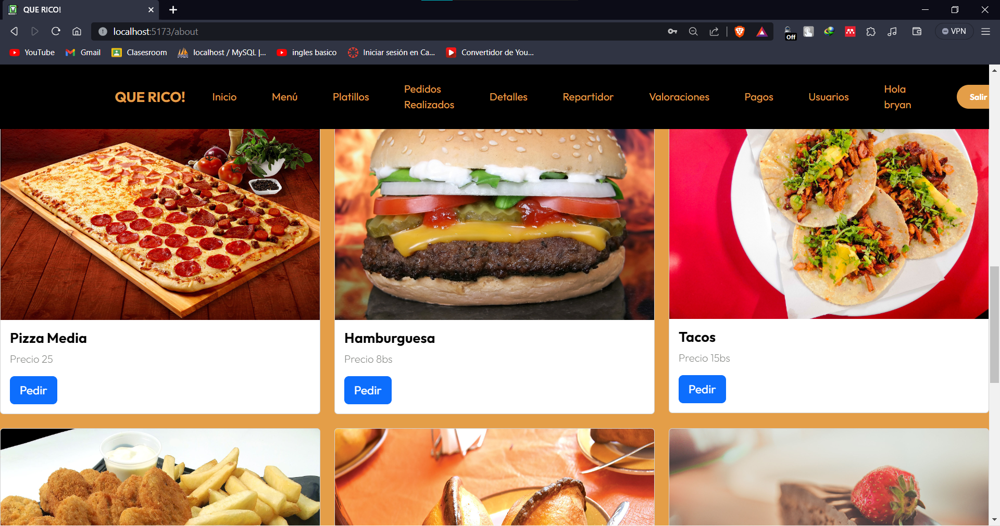 QUE RICO!
localhost:5173/about
Off
VPN
YouTube
Gmail
Clasesroom
localhost / MySQL |...
ingles basico
Iniciar sesión en Ca...
Convertidor de You...
QUE RICO!
Inicio
Menú
Platillos
Pedidos
Realizados
Detalles
Repartidor
Valoraciones
Pagos
Usuarios
Hola
bryan
Salir
Pizza Media
Precio 25
Pedir
Hamburguesa
Precio 8bs
Pedir
Tacos
Precio 15bs
Pedir